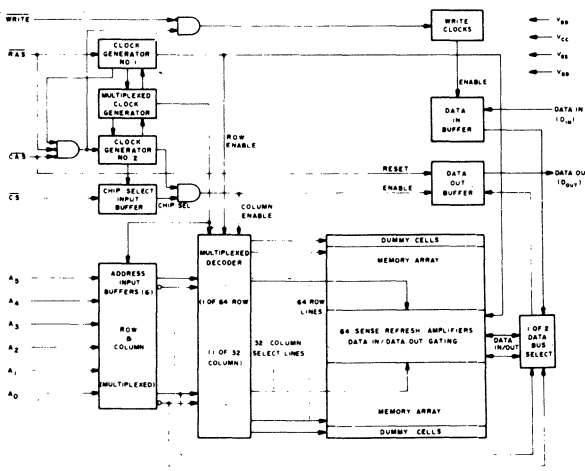 WRITE
RAS
CLOCK
GENERATOR
NO 1
MULTIPLEXED
CLOCK
GENERATOR
CLOCK
GENERATOR
NO 2
CAS
CS
CHIP SELECT
INPUT
BUFFER
CHIP SEL
ROW
ENABLE
COLUMN
ENABLE
WRITE
CLOCKS
ENABLE
DATA
IN
BUFFER
RESET
ENABLE
DATA
OUT
BUFFER
VDD
VCC
VSS
VBB
DATA IN
(DIN)
DATA OU
(DOUT)
A5
A4
A3
A2
A1
A0
ADDRESS
INPUT
BUFFERS (6)
ROW
&
COLUMN
(MULTIPLEXED)
MULTIPLEXED
DECODER
(1 OF 64 ROW
(1 OF 32
COLUMN)
64 ROW
LINES
32 COLUMN
SELECT LINES
DUMMY CELLS
MEMORY ARRAY
64 SENSE REFRESH AMPLIFIERS
DATA IN/DATA OUT GATING
MEMORY ARRAY
DUMMY CELLS
DATA
IN/OUT
1 OF 2
DATA
BUS
SELECT